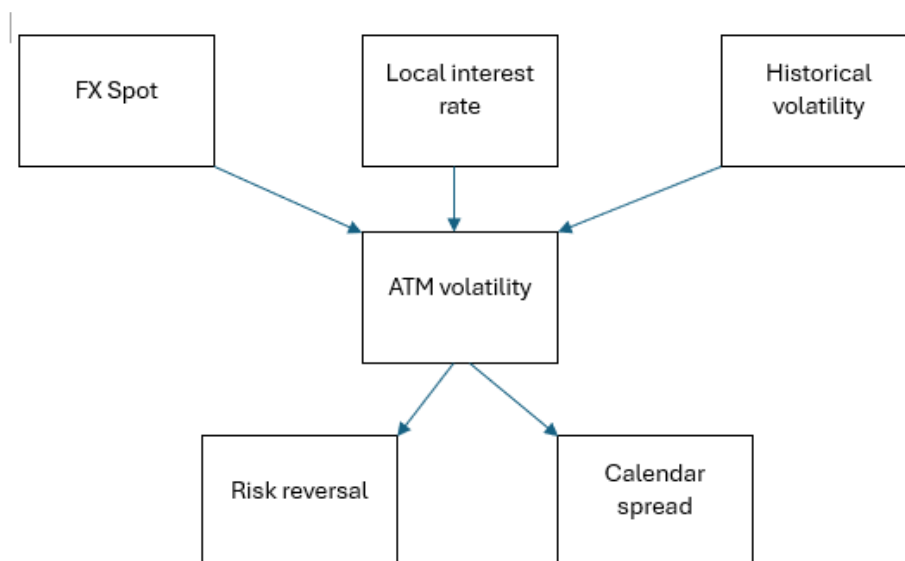 FX Spot
Local interest
rate
Historical
volatility
ATM volatility
Risk reversal
Calendar
spread